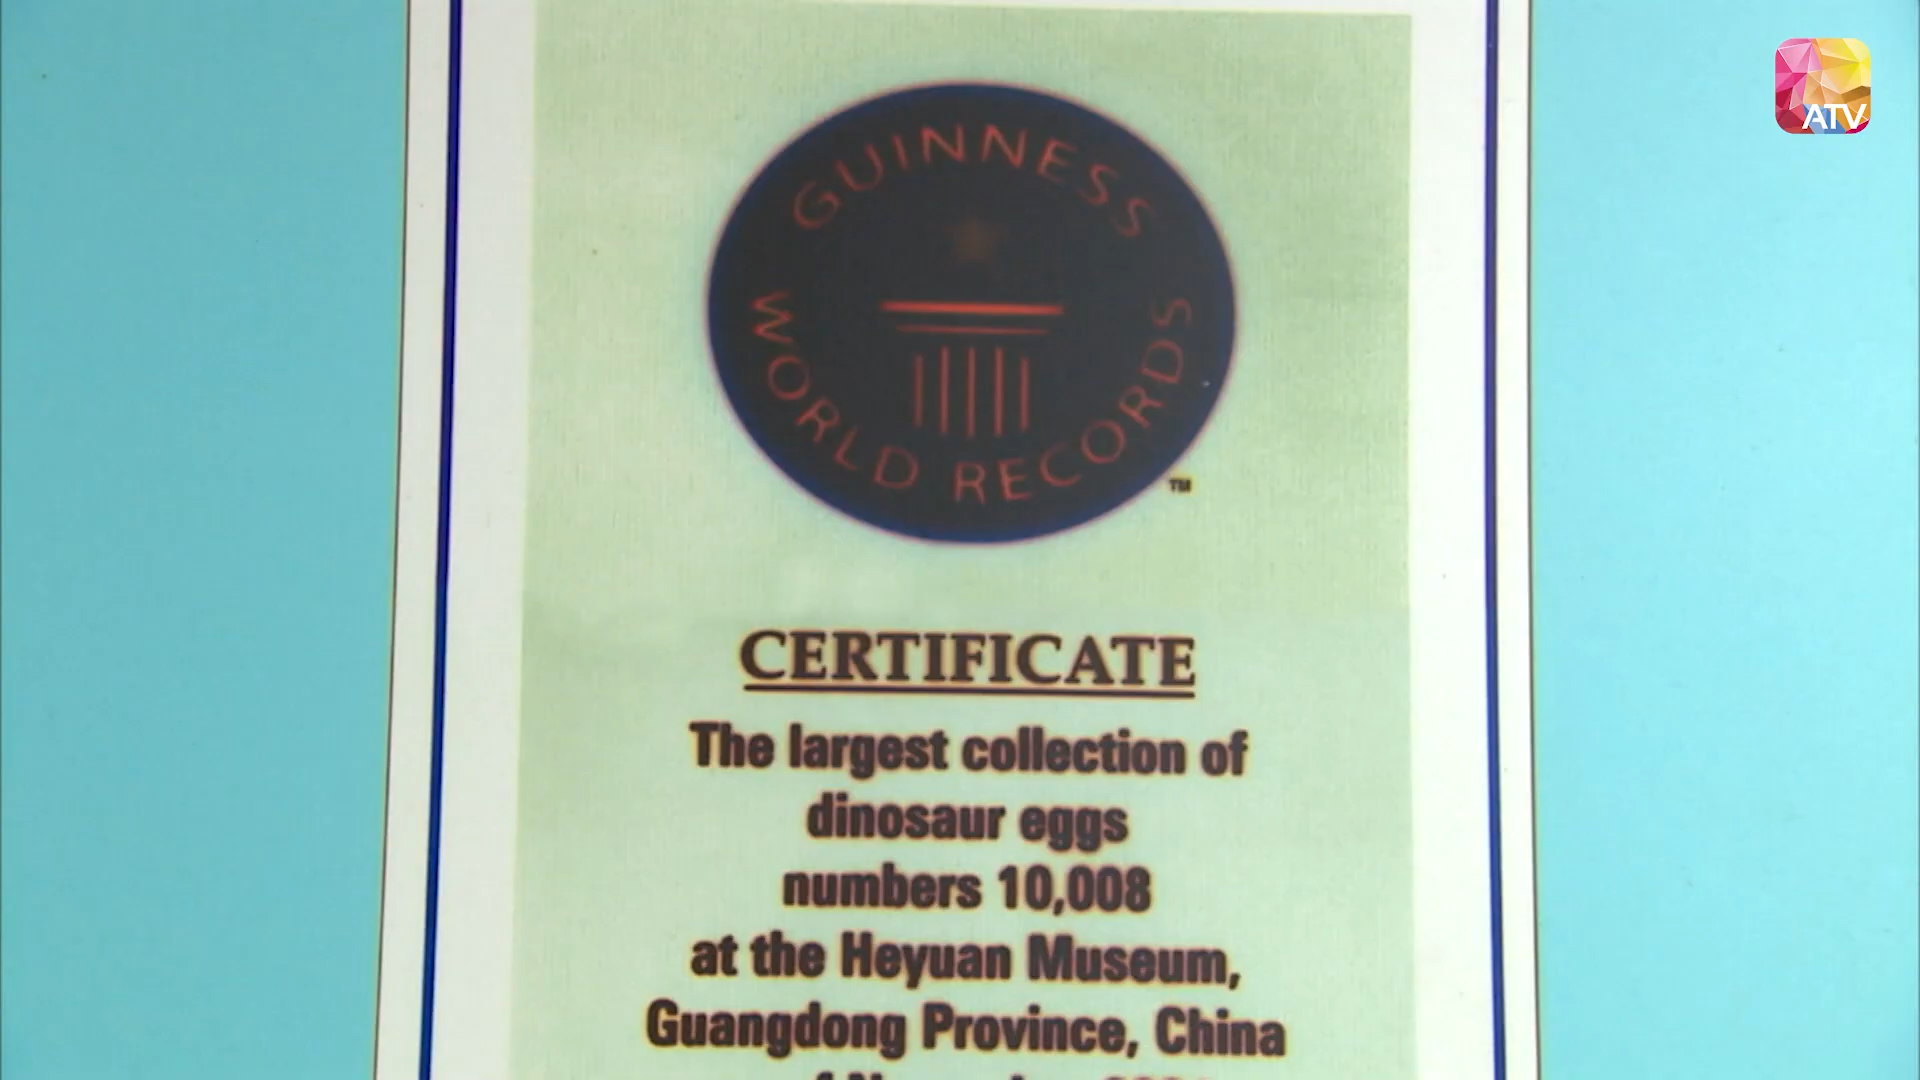 ATV
GUINNESS
WORLD RECORDS
TM
CERTIFICATE
The largest collection of
dinosaur eggs
numbers 10,008
at the Heyuan Museum,
Guangdong Province, China